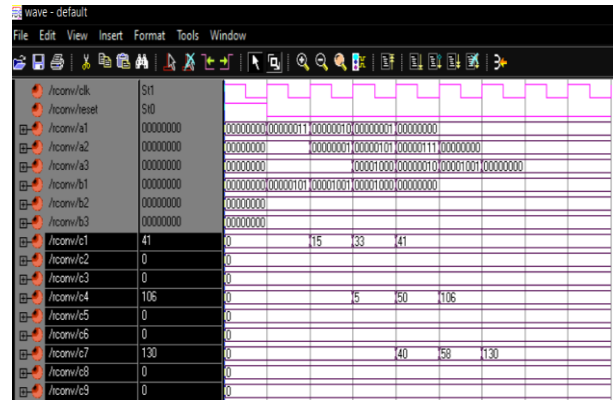 wave - default
File Edit View Insert Format Tools Window
/rconv/clk St1
/rconv/reset St0
/rconv/a1 00000000 00000000 00000011 00000010 00000001 00000000
/rconv/a2 00000000 00000000 00000001 00000101 00000111 00000000
/rconv/a3 00000000 00000000 00001000 00000010 00001001 00000000
/rconv/b1 00000000 00000000 00000101 00001001 00001000 00000000
/rconv/b2 00000000 00000000
/rconv/b3 00000000 00000000
/rconv/c1 41 0 15 33 41
/rconv/c2 0 0
/rconv/c3 0 0
/rconv/c4 106 0 5 50 106
/rconv/c5 0 0
/rconv/c6 0 0
/rconv/c7 130 0 40 58 130
/rconv/c8 0 0
/rconv/c9 0 0